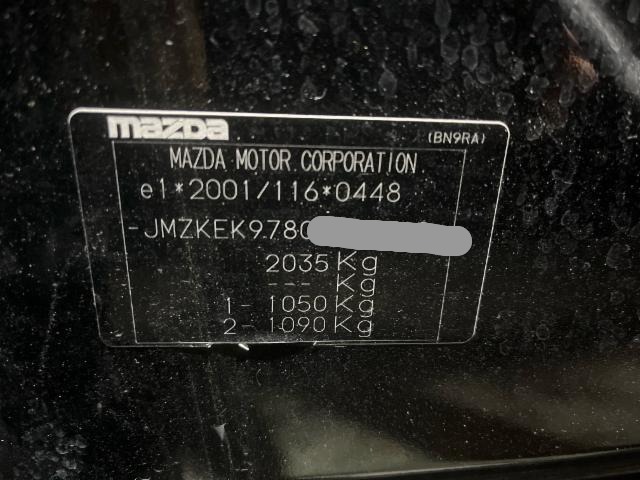 mazda
(BN9RA)
MAZDA MOTOR CORPORATION
e1*2001/116*0448
-JMZKEK9780
2035 Kg
--- Kg
1- 1050 Kg
2- 1090 Kg